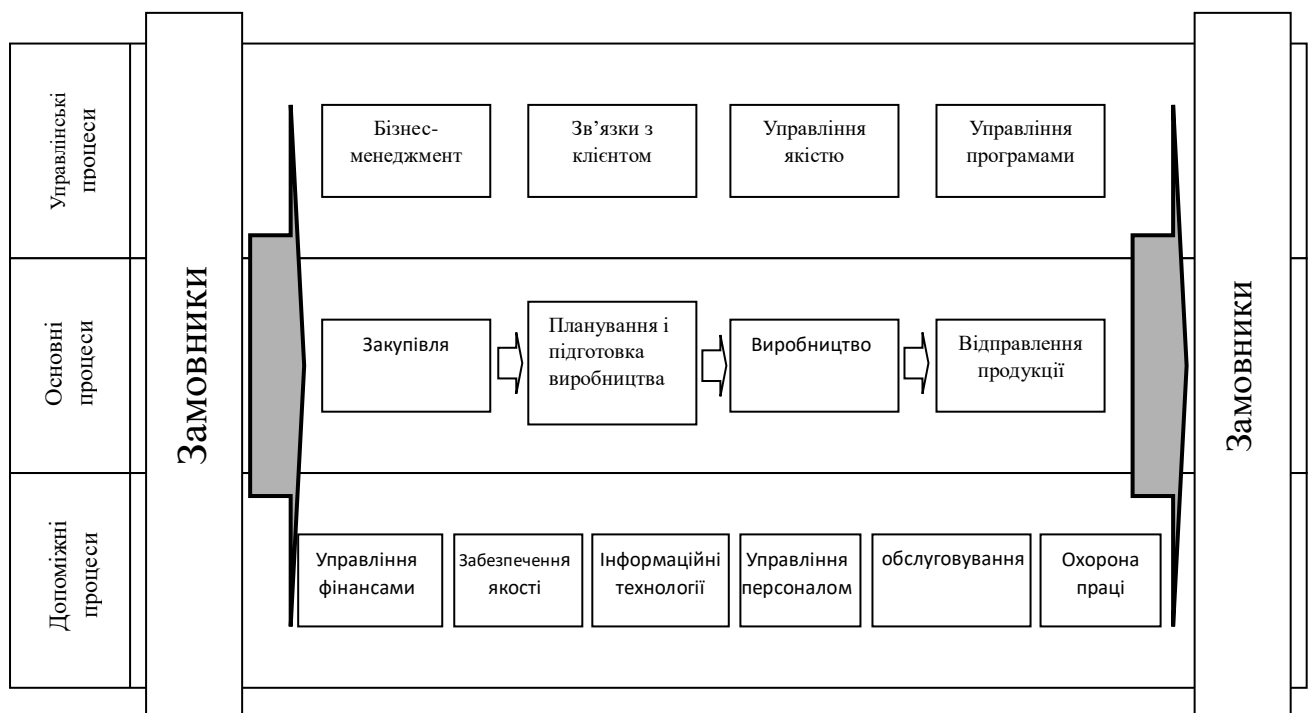 Управлінські
процеси
Замовники
Бізнес-
менеджмент
Зв’язки з
клієнтом
Управління
якістю
Управління
програмами
Замовники
Основні
процеси
Закупівля
Планування і
підготовка
виробництва
Виробництво
Відправлення
продукції
Допоміжні
процеси
Управління
фінансами
Забезпечення
якості
Інформаційні
технології
Управління
персоналом
обслуговування
Охорона
праці